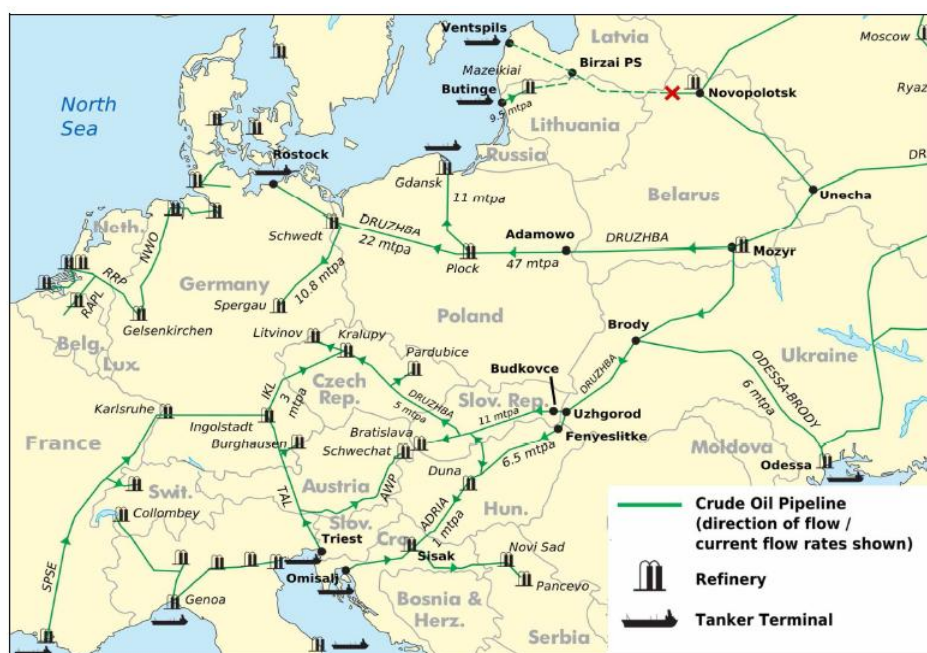 Ventspils
Latvia
Moscow
Birzai PS
Mazeikiai
Butinge
9.5 mtpa
Novopolotsk
Ryaz
North
Sea
Lithuania
Rostock
Russia
Gdansk
DR
Belarus
Unecha
11 mtpa
Neth.
NWO
Schwedt
DRUZHBA
22 mtpa
Adamowo
DRUZHBA
47 mtpa
Mozyr
Plock
RRP
RAPL
Germany
10.8 mtpa
Spergau
Gelsenkirchen
Poland
Belg.
Lux.
Litvinov
Kralupy
Pardubice
Brody
Ukraine
IKL
3
mtpa
Czech
Rep.
DRUZHBA
5 mtpa
Budkovce
Slov. Rep.
DRUZHBA
ODESSA-BRODY
6 mtpa
Karlsruhe
Ingolstadt
11 mtpa
Uzhgorod
France
Burghausen
Bratislava
Schwechat
Fenyeslitke
6.5 mtpa
Moldova
Odessa
Swit.
TAL
Austria
AWP
Duna
Hun.
Collombey
Slov.
ADRIA
1 mtpa
Triest
Cro.
Sisak
Novi Sad
SPSE
Omisalj
Pancevo
Genoa
Bosnia &
Herz.
Serbia
Crude Oil Pipeline
(direction of flow /
current flow rates shown)
Refinery
Tanker Terminal